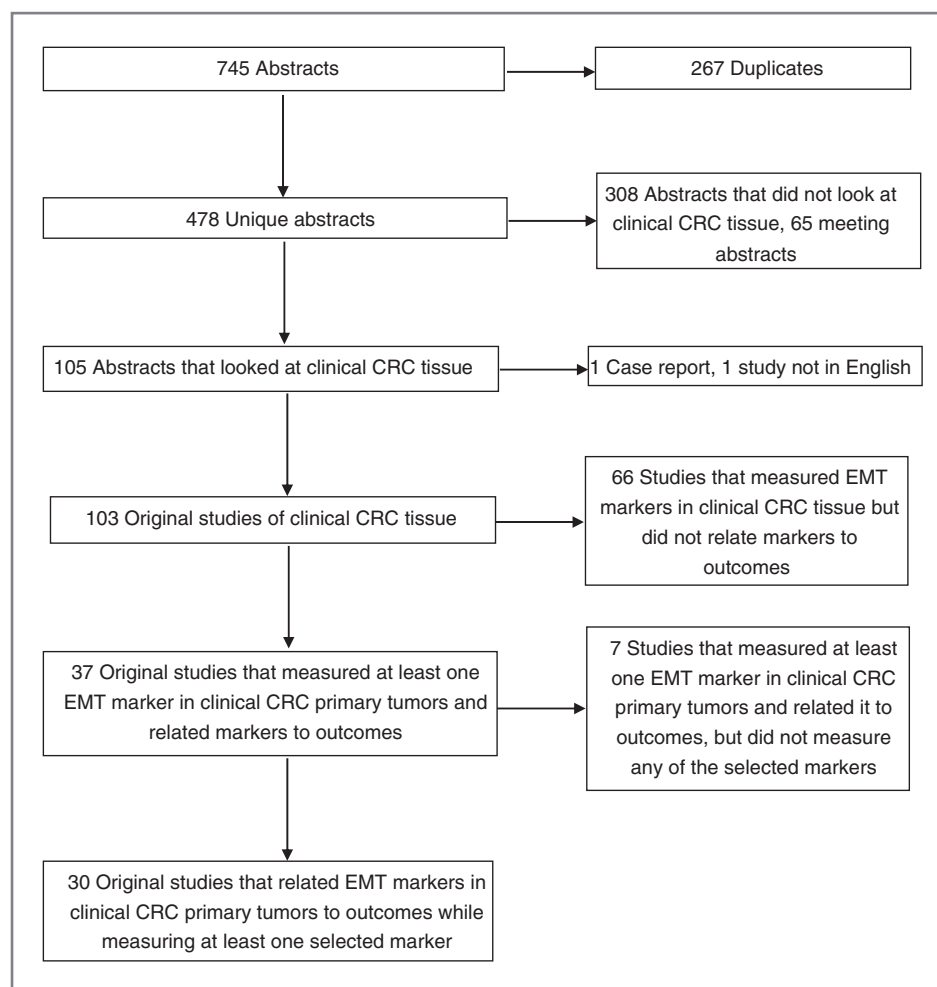 745 Abstracts
267 Duplicates
478 Unique abstracts
308 Abstracts that did not look at
clinical CRC tissue, 65 meeting
abstracts
105 Abstracts that looked at clinical CRC tissue
1 Case report, 1 study not in English
103 Original studies of clinical CRC tissue
66 Studies that measured EMT
markers in clinical CRC tissue but
did not relate markers to
outcomes
37 Original studies that measured at least one
EMT marker in clinical CRC primary tumors and
related markers to outcomes
7 Studies that measured at least
one EMT marker in clinical CRC
primary tumors and related it to
outcomes, but did not measure
any of the selected markers
30 Original studies that related EMT markers in
clinical CRC primary tumors to outcomes while
measuring at least one selected marker